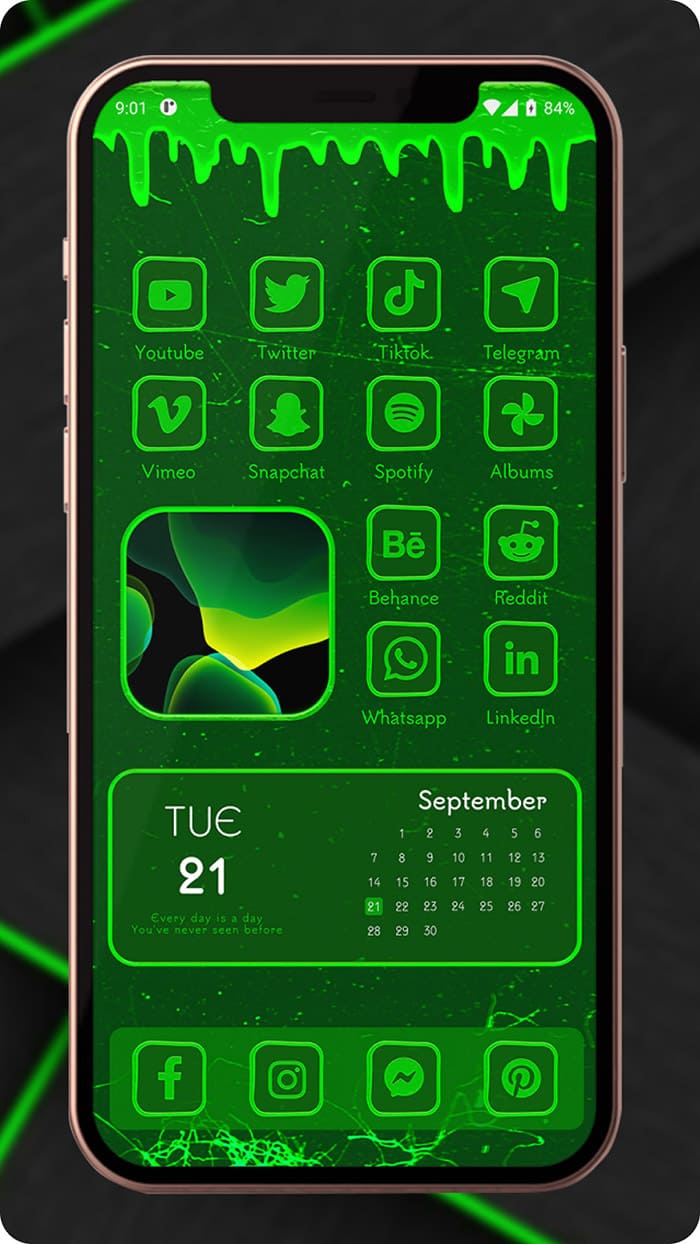 9:01 84%
Youtube Twitter Tiktok Telegram
Vimeo Snapchat Spotify Albums
Bē
Behance Reddit
in
Whatsapp LinkedIn
September
TUE
1 2 3 4 5 6
7 8 9 10 11 12 13
21
14 15 16 17 18 19 20
21 22 23 24 25 26 27
Every day is a day
You've never seen before
28 29 30